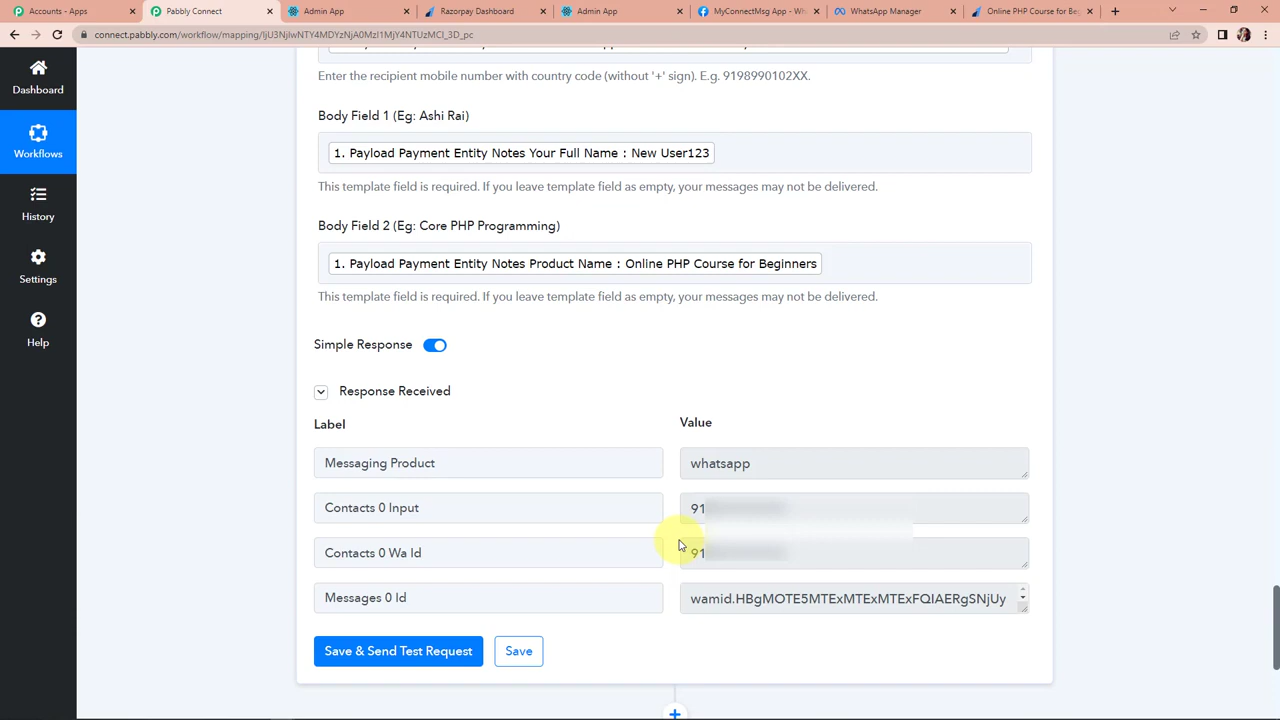 Accounts - Apps
Pabbly Connect
Admin App
Razorpay Dashboard
Admin App
MyConnectMsg App - Wha
WhatsApp Manager
Online PHP Course for Beg
connect.pabbly.com/workflow/mapping/IjU3NjIwNTY4MDYzNjA0MzI1MjY4NTUzMCI_3D_pc
Dashboard
Workflows
History
Settings
Help
Enter the recipient mobile number with country code (without '+' sign). E.g. 9198990102XX.
Body Field 1 (Eg: Ashi Rai)
1. Payload Payment Entity Notes Your Full Name : New User123
This template field is required. If you leave template field as empty, your messages may not be delivered.
Body Field 2 (Eg: Core PHP Programming)
1. Payload Payment Entity Notes Product Name : Online PHP Course for Beginners
This template field is required. If you leave template field as empty, your messages may not be delivered.
Simple Response
Response Received
Label Value
Messaging Product whatsapp
Contacts 0 Input 91
Contacts 0 Wa Id 91
Messages 0 Id wamid.HBgMOTE5MTExMTExMTExFQIAERgSNjUy
Save & Send Test Request Save